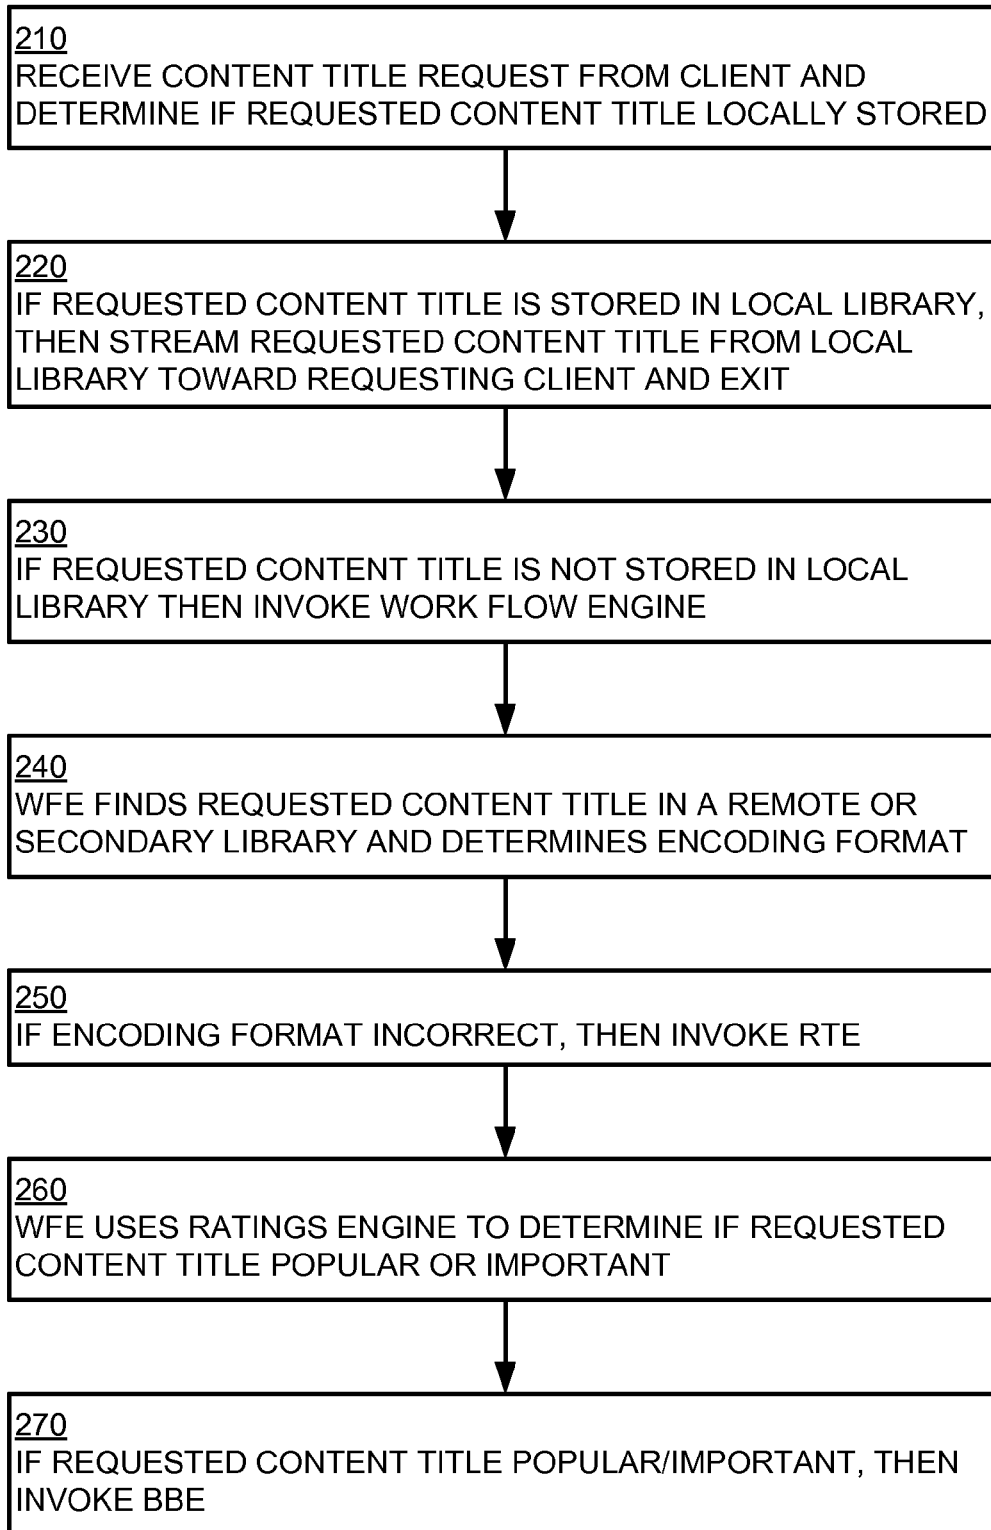 210
RECEIVE CONTENT TITLE REQUEST FROM CLIENT AND
DETERMINE IF REQUESTED CONTENT TITLE LOCALLY STORED
220
IF REQUESTED CONTENT TITLE IS STORED IN LOCAL LIBRARY,
THEN STREAM REQUESTED CONTENT TITLE FROM LOCAL
LIBRARY TOWARD REQUESTING CLIENT AND EXIT
230
IF REQUESTED CONTENT TITLE IS NOT STORED IN LOCAL
LIBRARY THEN INVOKE WORK FLOW ENGINE
240
WFE FINDS REQUESTED CONTENT TITLE IN A REMOTE OR
SECONDARY LIBRARY AND DETERMINES ENCODING FORMAT
250
IF ENCODING FORMAT INCORRECT, THEN INVOKE RTE
260
WFE USES RATINGS ENGINE TO DETERMINE IF REQUESTED
CONTENT TITLE POPULAR OR IMPORTANT
270
IF REQUESTED CONTENT TITLE POPULAR/IMPORTANT, THEN
INVOKE BBE